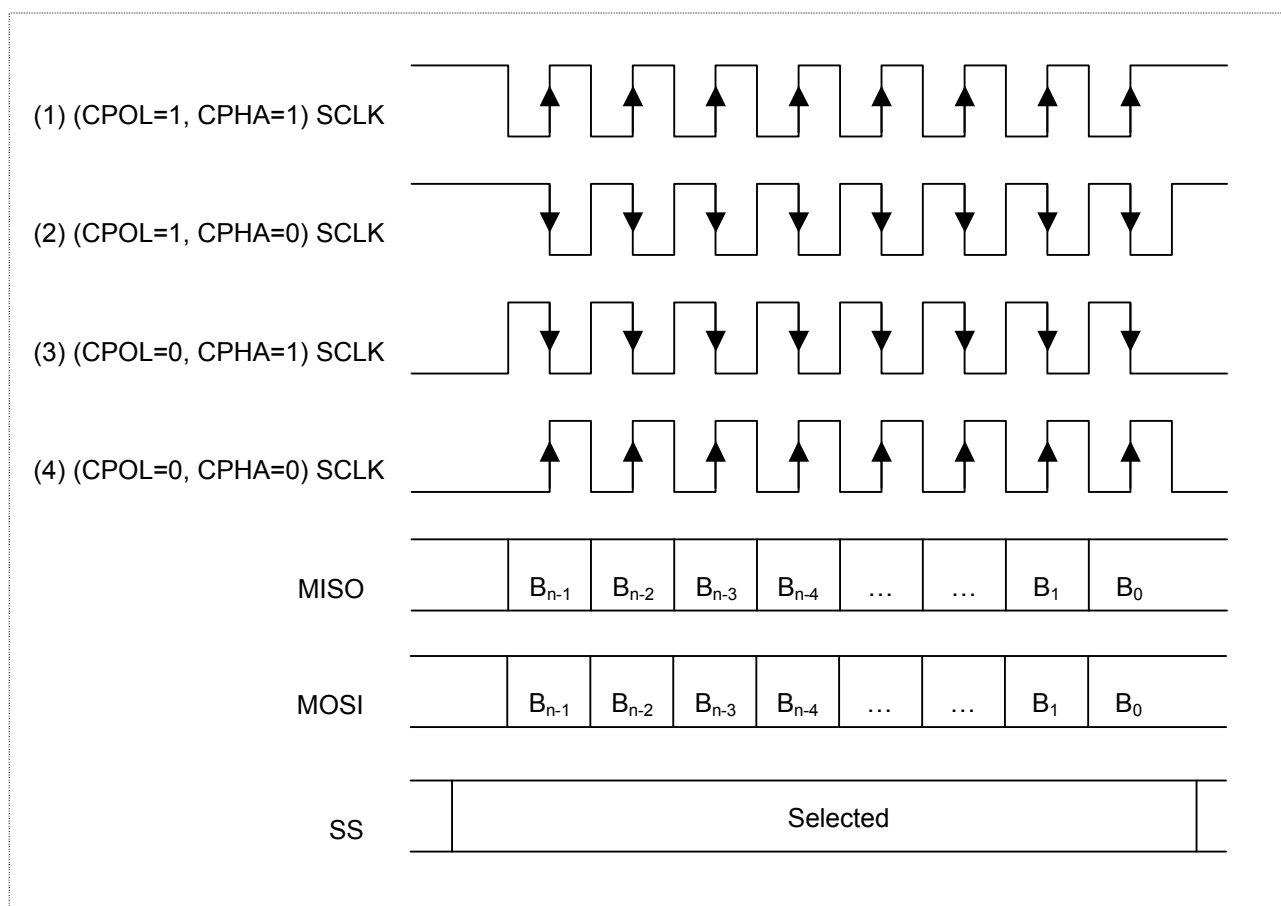 (1) (CPOL=1, CPHA=1) SCLK
(2) (CPOL=1, CPHA=0) SCLK
(3) (CPOL=0, CPHA=1) SCLK
(4) (CPOL=0, CPHA=0) SCLK
MISO Bn-1 Bn-2 Bn-3 Bn-4 … … B1 B0
MOSI Bn-1 Bn-2 Bn-3 Bn-4 … … B1 B0
SS Selected